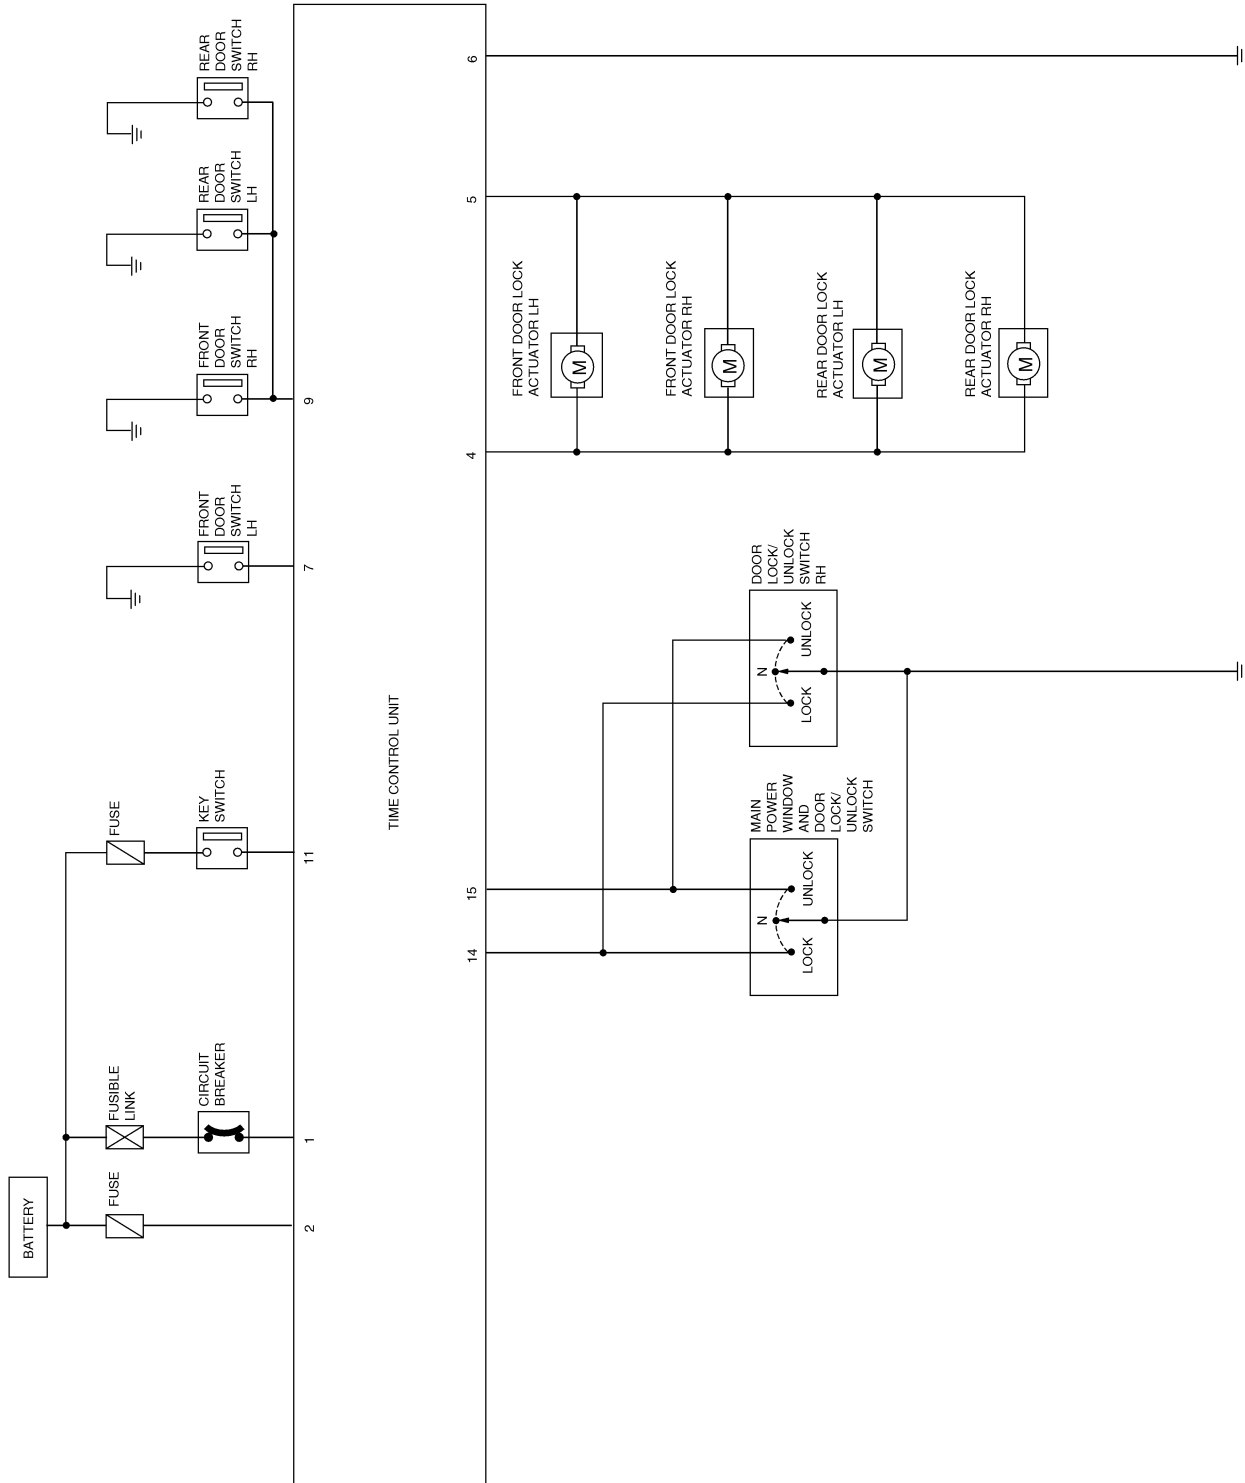 BATTERY
FUSE
FUSIBLE
LINK
FUSE
CIRCUIT
BREAKER
KEY
SWITCH
FRONT
DOOR
SWITCH
LH
FRONT
DOOR
SWITCH
RH
REAR
DOOR
SWITCH
LH
REAR
DOOR
SWITCH
RH
2
1
11
7
9
TIME CONTROL UNIT
14
15
4
5
6
FRONT DOOR LOCK
ACTUATOR LH
M
FRONT DOOR LOCK
ACTUATOR RH
M
REAR DOOR LOCK
ACTUATOR LH
M
REAR DOOR LOCK
ACTUATOR RH
M
MAIN
POWER
WINDOW
AND
DOOR
LOCK/
UNLOCK
SWITCH
N
LOCK
UNLOCK
DOOR
LOCK/
UNLOCK
SWITCH
RH
N
LOCK
UNLOCK